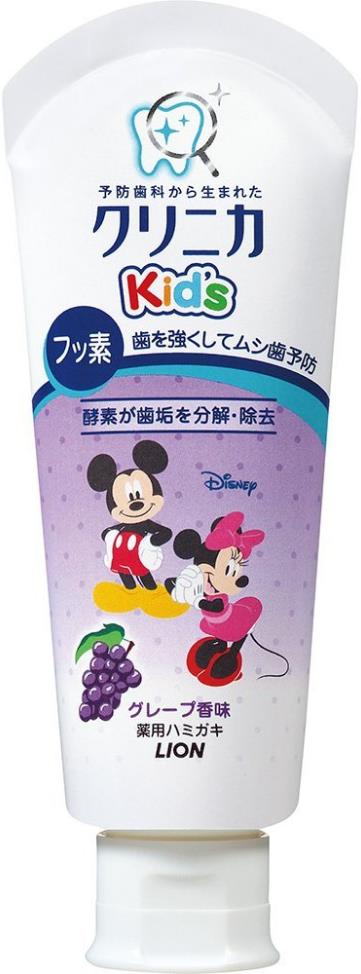 予防歯科から生まれた
クリニカ
Kid's
フッ素
歯を強くしてムシ歯予防
酵素が歯垢を分解・除去
Disney
グレープ香味
薬用ハミガキ
LION